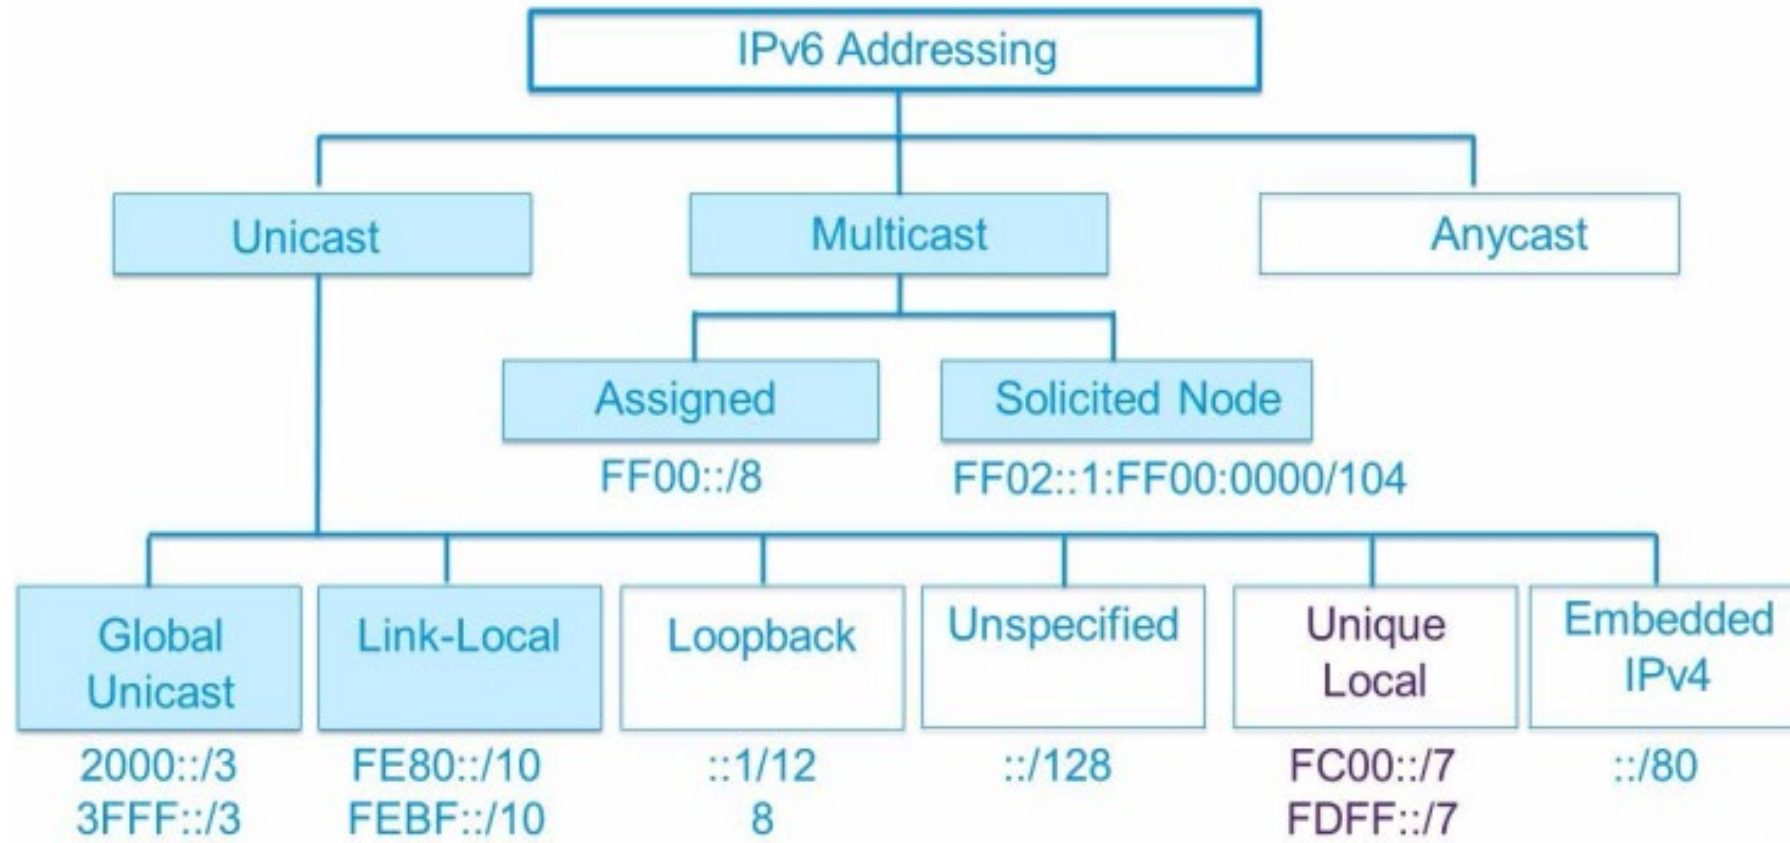 IPv6 Addressing
Unicast
Multicast
Anycast
Assigned
Solicited Node
FF00::/8
FF02::1:FF00:0000/104
Global
Unicast
Link-Local
Loopback
Unspecified
Unique
Local
Embedded
IPv4
2000::/3
3FFF::/3
FE80::/10
FEBF::/10
::1/12
8
::/128
FC00::/7
FDFF::/7
::/80